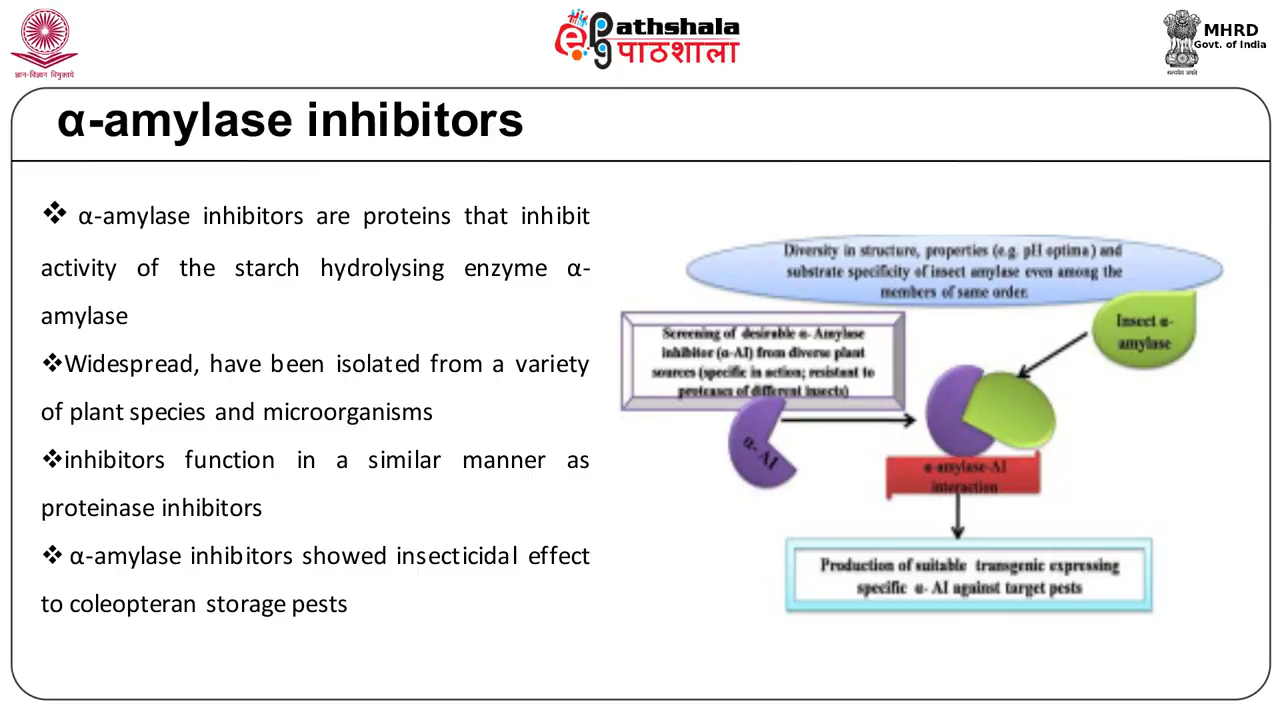 ज्ञान-विज्ञान विमुक्तये
ePathshala
पाठशाला
सत्यमेव जयते
MHRD
Govt. of India
α-amylase inhibitors
❖ α-amylase inhibitors are proteins that inhibit
activity of the starch hydrolysing enzyme α-
amylase
❖Widespread, have been isolated from a variety
of plant species and microorganisms
❖inhibitors function in a similar manner as
proteinase inhibitors
❖ α-amylase inhibitors showed insecticidal effect
to coleopteran storage pests
Diversity in structure, properties (e.g. pH optima) and
substrate specificity of insect amylase even among the
members of same order.
Insect α-
amylase
Screening of desirable α- Amylase
inhibitor (α-AI) from diverse plant
sources (specific in action; resistant to
proteases of different insects)
α- AI
α-amylase-AI
interaction
Production of suitable transgenic expressing
specific α- AI against target pests